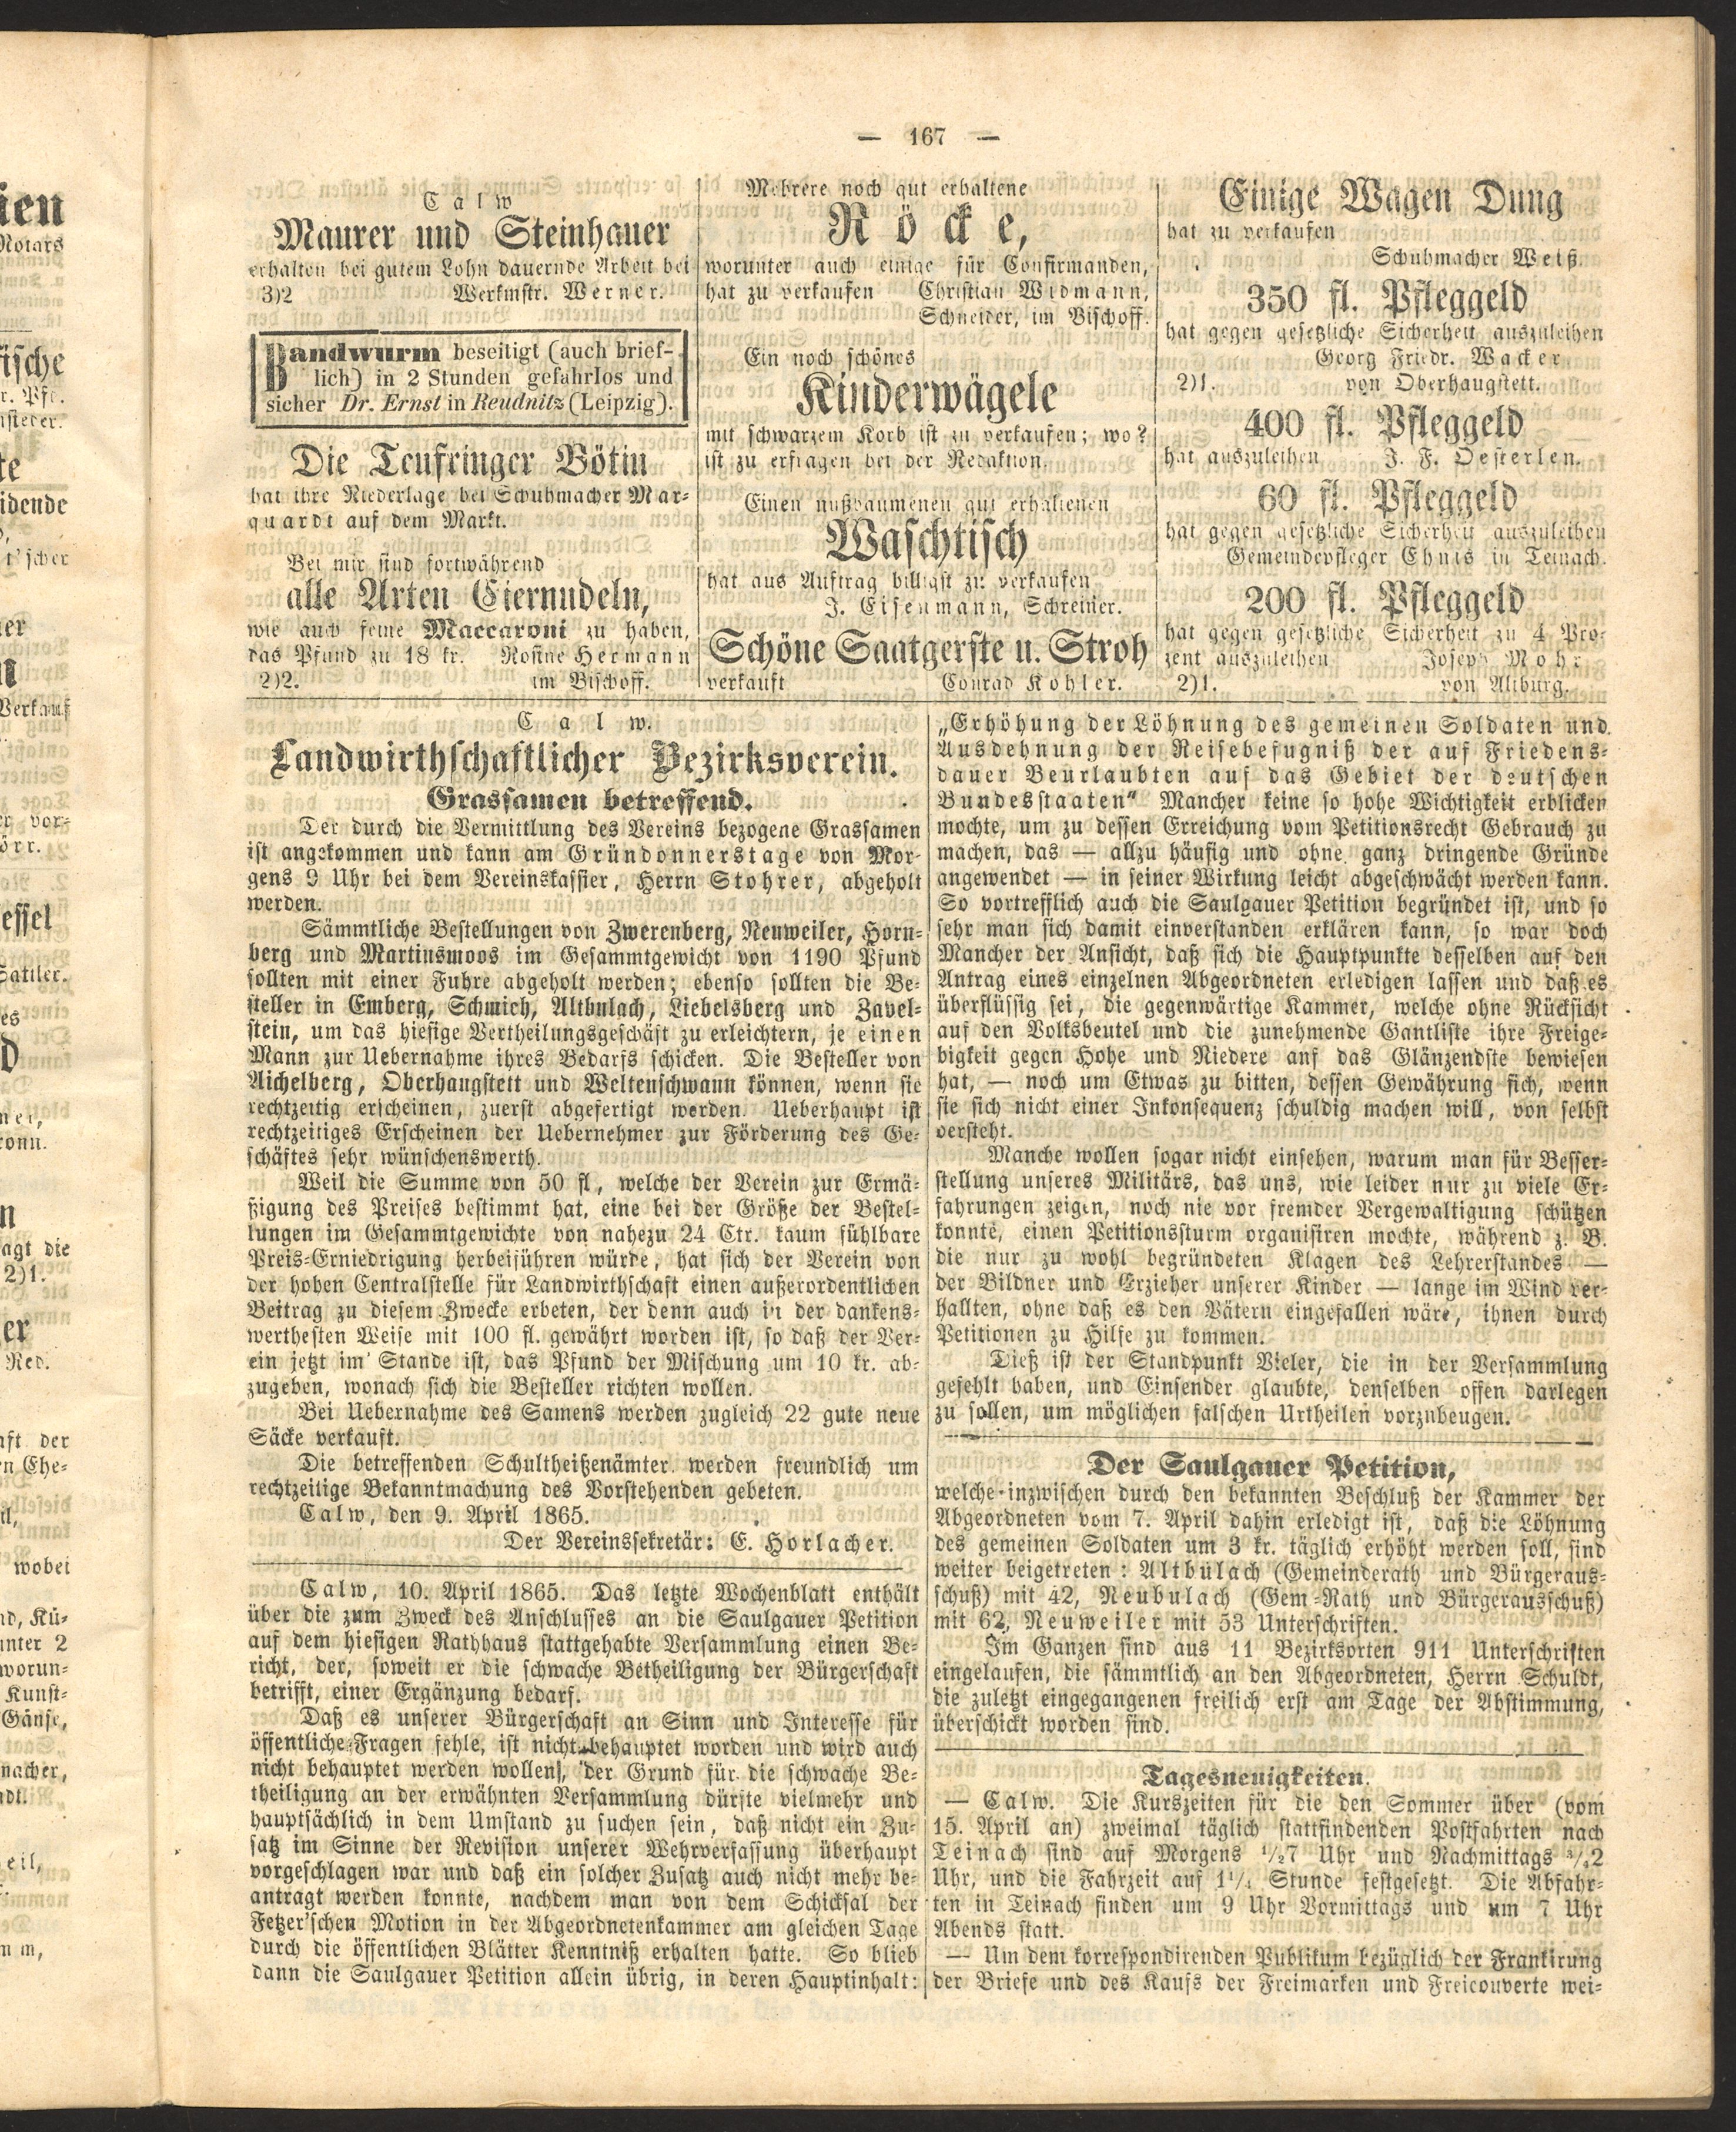 — 167 —
Calw
Maurer und Steinhauer
erhalten bei gutem Lohn dauernde Arbeit bei
3)2 Werkmstr. Werner.
Bandwurm beseitigt (auch brief-
lich) in 2 Stunden gefahrlos und
sicher Dr. Ernst in Reudnitz (Leipzig).
Die Teufringer Bötin
hat ihre Niederlage bei Schuhmacher Mar-
quardt auf dem Markt.
Bei mir sind fortwährend
alle Arten Eiernudeln,
wie auch feine Maccaroni zu haben,
das Pfund zu 18 kr. Rosine Hermann
2)2. im Bischoff.
Mehrere noch gut erhaltene
Röcke,
worunter auch einige für Confirmanden,
hat zu verkaufen Christian Widmann,
Schneider, im Bischoff.
Ein noch schönes
Kinderwägele
mit schwarzem Korb ist zu verkaufen; wo?
ist zu erfragen bei der Redaktion.
Einen nußbaumenen gut erhaltenen
Waschtisch
hat aus Auftrag billigst zu verkaufen
J. Eisenmann, Schreiner.
Schöne Saatgerste u. Stroh
verkauft Conrad Kohler.
Einige Wagen Dung
hat zu verkaufen
Schuhmacher Weiß.
350 fl. Pfleggeld
hat gegen gesetzliche Sicherheit auszuleihen
Georg Friedr. Wacker
2)1. von Oberhaugstett.
400 fl. Pfleggeld
hat auszuleihen J. F. Oesterlen.
60 fl. Pfleggeld
hat gegen gesetzliche Sicherheit auszuleihen
Gemeindepfleger Ehnis in Teinach.
200 fl. Pfleggeld
hat gegen gesetzliche Sicherheit zu 4 Pro-
zent auszuleihen Joseph Mohr
2)1. von Altburg.
Calw.
Landwirthschaftlicher Bezirksverein.
Grassamen betreffend.
Der durch die Vermittlung des Vereins bezogene Grassamen
ist angekommen und kann am Gründonnerstage von Mor-
gens 9 Uhr bei dem Vereinskassier, Herrn Stohrer, abgeholt
werden.
Sämmtliche Bestellungen von Zwerenberg, Neuweiler, Horn-
berg und Martinsmoos im Gesammtgewicht von 1190 Pfund
sollten mit einer Fuhre abgeholt werden; ebenso sollten die Be-
steller in Emberg, Schmich, Altbulach, Liebelsberg und Zavel-
stein, um das hiesige Vertheilungsgeschäft zu erleichtern, je einen
Mann zur Uebernahme ihres Bedarfs schicken. Die Besteller von
Aichelberg, Oberhaugstett und Weltenschwann können, wenn sie
rechtzeitig erscheinen, zuerst abgefertigt werden. Ueberhaupt ist
rechtzeitiges Erscheinen der Uebernehmer zur Förderung des Ge-
schäftes sehr wünschenswerth.
Weil die Summe von 50 fl, welche der Verein zur Ermä-
ßigung des Preises bestimmt hat, eine bei der Größe der Bestel-
lungen im Gesammtgewichte von nahezu 24 Ctr. kaum fühlbare
Preis-Erniedrigung herbeiführen würde, hat sich der Verein von
der hohen Centralstelle für Landwirthschaft einen außerordentlichen
Beitrag zu diesem Zwecke erbeten, der denn auch in der dankens-
werthesten Weise mit 100 fl. gewährt worden ist, so daß der Ver-
ein jetzt im Stande ist, das Pfund der Mischung um 10 kr. ab-
zugeben, wonach sich die Besteller richten wollen.
Bei Uebernahme des Samens werden zugleich 22 gute neue
Säcke verkauft.
Die betreffenden Schultheißenämter werden freundlich um
rechtzeilige Bekanntmachung des Vorstehenden gebeten.
Calw, den 9. April 1865.
Der Vereinssekretär: E. Horlacher.
Calw, 10. April 1865. Das letzte Wochenblatt enthält
über die zum Zweck des Anschlusses an die Saulgauer Petition
auf dem hiesigen Rathhaus stattgehabte Versammlung einen Be-
richt, der, soweit er die schwache Betheiligung der Bürgerschaft
betrifft, einer Ergänzung bedarf.
Daß es unserer Bürgerschaft an Sinn und Interesse für
öffentliche Fragen fehle, ist nicht behauptet worden und wird auch
nicht behauptet werden wollen, der Grund für die schwache Be-
theiligung an der erwähnten Versammlung dürfte vielmehr und
hauptsächlich in dem Umstand zu suchen sein, daß nicht ein Zu-
satz im Sinne der Revision unserer Wehrverfassung überhaupt
vorgeschlagen war und daß ein solcher Zusatz auch nicht mehr be-
antragt werden konnte, nachdem man von dem Schicksal der
Fetzer'schen Motion in der Abgeordnetenkammer am gleichen Tage
durch die öffentlichen Blätter Kenntniß erhalten hatte. So blieb
dann die Saulgauer Petition allein übrig, in deren Hauptinhalt:
„Erhöhung der Löhnung des gemeinen Soldaten und
Ausdehnung der Reisebefugniß der auf Friedens-
dauer Beurlaubten auf das Gebiet der deutschen
Bundesstaaten“ Mancher keine so hohe Wichtigkeit erblicken
mochte, um zu dessen Erreichung vom Petitionsrecht Gebrauch zu
machen, das — allzu häufig und ohne ganz dringende Gründe
angewendet — in seiner Wirkung leicht abgeschwächt werden kann.
So vortrefflich auch die Saulgauer Petition begründet ist, und so
sehr man sich damit einverstanden erklären kann, so war doch
Mancher der Ansicht, daß sich die Hauptpunkte desselben auf den
Antrag eines einzelnen Abgeordneten erledigen lassen und daß es
überflüssig sei, die gegenwärtige Kammer, welche ohne Rücksicht
auf den Volksbeutel und die zunehmende Gantliste ihre Freige-
bigkeit gegen Hohe und Niedere auf das Glänzendste bewiesen
hat, — noch um Etwas zu bitten, dessen Gewährung sich, wenn
sie sich nicht einer Inkonsequenz schuldig machen will, von selbst
versteht.
Manche wollen sogar nicht einsehen, warum man für Besser-
stellung unseres Militärs, das uns, wie leider nur zu viele Er-
fahrungen zeigen, noch nie vor fremder Vergewaltigung schützen
konnte, einen Petitionssturm organisiren mochte, während z. B.
die nur zu wohl begründeten Klagen des Lehrerstandes —
der Bildner und Erzieher unserer Kinder — lange im Wind ver-
hallten, ohne daß es den Vätern eingefallen wäre, ihnen durch
Petitionen zu Hilfe zu kommen.
Dieß ist der Standpunkt Vieler, die in der Versammlung
gefehlt haben, und Einsender glaubte, denselben offen darlegen
zu sollen, um möglichen falschen Urtheilen vorzubeugen.
Der Saulgauer Petition,
welche inzwischen durch den bekannten Beschluß der Kammer der
Abgeordneten vom 7. April dahin erledigt ist, daß die Löhnung
des gemeinen Soldaten um 3 kr. täglich erhöht werden soll, sind
weiter beigetreten: Altbulach (Gemeinderath und Bürgeraus-
schuß) mit 42, Neubulach (Gem-Rath und Bürgerausschuß)
mit 62, Neuweiler mit 53 Unterschriften.
Im Ganzen sind aus 11 Bezirksorten 911 Unterschriften
eingelaufen, die sämmtlich an den Abgeordneten, Herrn Schuldt,
die zuletzt eingegangenen freilich erst am Tage der Abstimmung,
überschickt worden sind.
Tagesneuigkeiten.
— Calw. Die Kurszeiten für die den Sommer über (vom
15. April an) zweimal täglich stattfindenden Postfahrten nach
Teinach sind auf Morgens ½7 Uhr und Nachmittags ¾2
Uhr, und die Fahrzeit auf 1¼ Stunde festgesetzt. Die Abfahr-
ten in Teinach finden um 9 Uhr Vormittags und um 7 Uhr
Abends statt.
— Um dem korrespondirenden Publikum bezüglich der Frankirung
der Briefe und des Kaufs der Freimarken und Freicouverte wei-